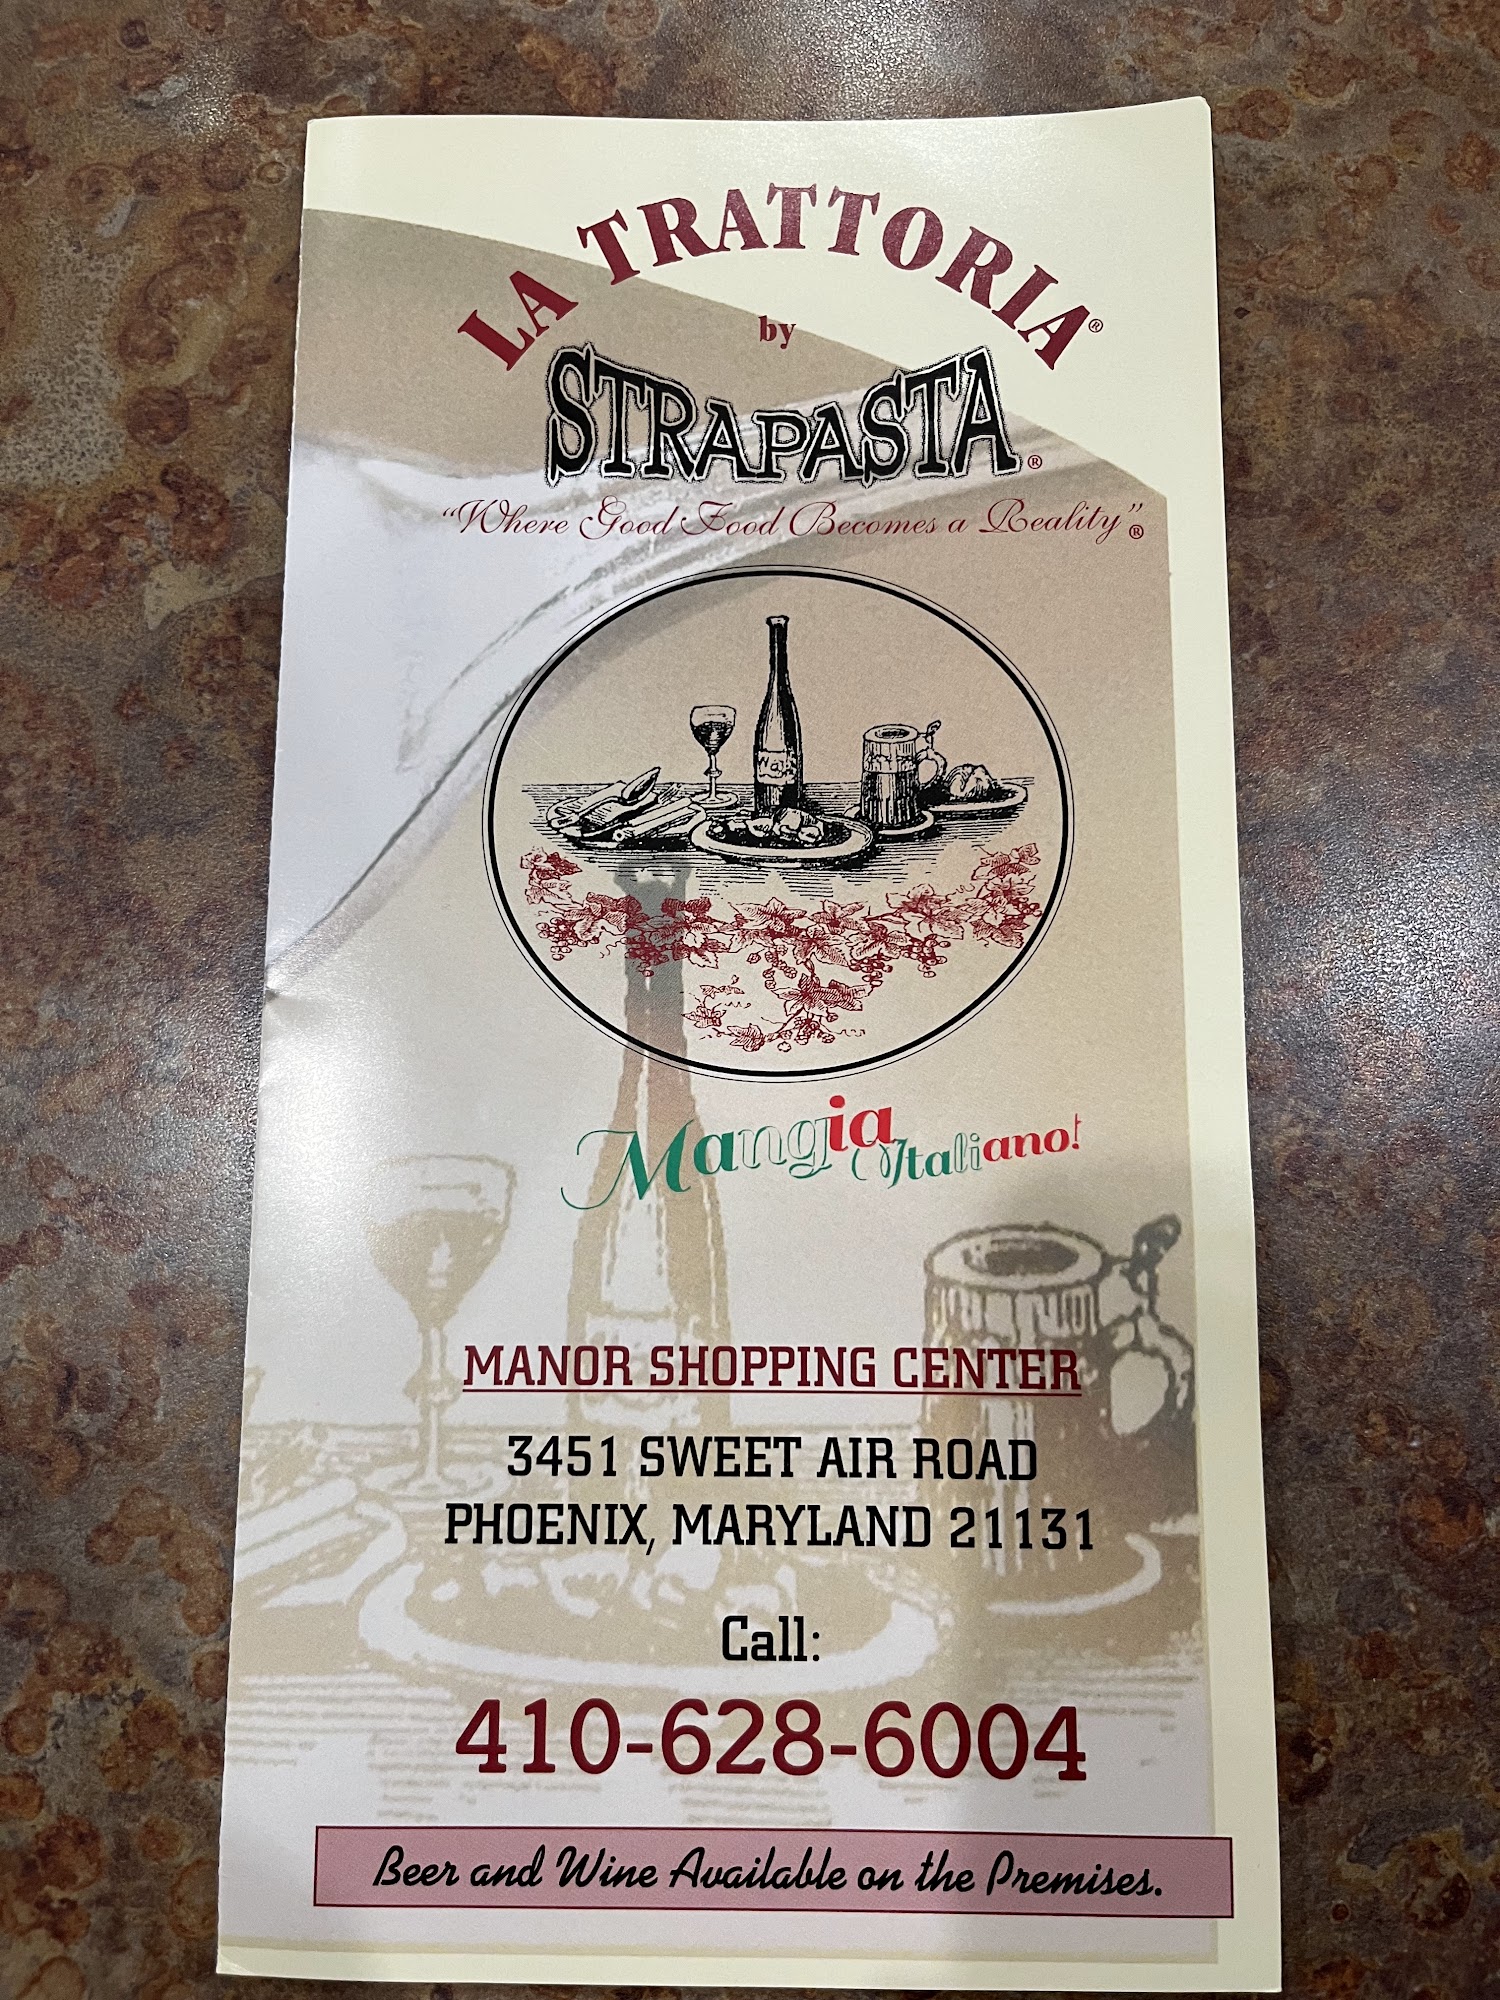 LA TRATTORIA®
by
STRAPASTA®
"Where Good Food Becomes a Reality"®
Mangia Italiano!
MANOR SHOPPING CENTER
3451 SWEET AIR ROAD
PHOENIX, MARYLAND 21131
Call:
410-628-6004
Beer and Wine Available on the Premises.